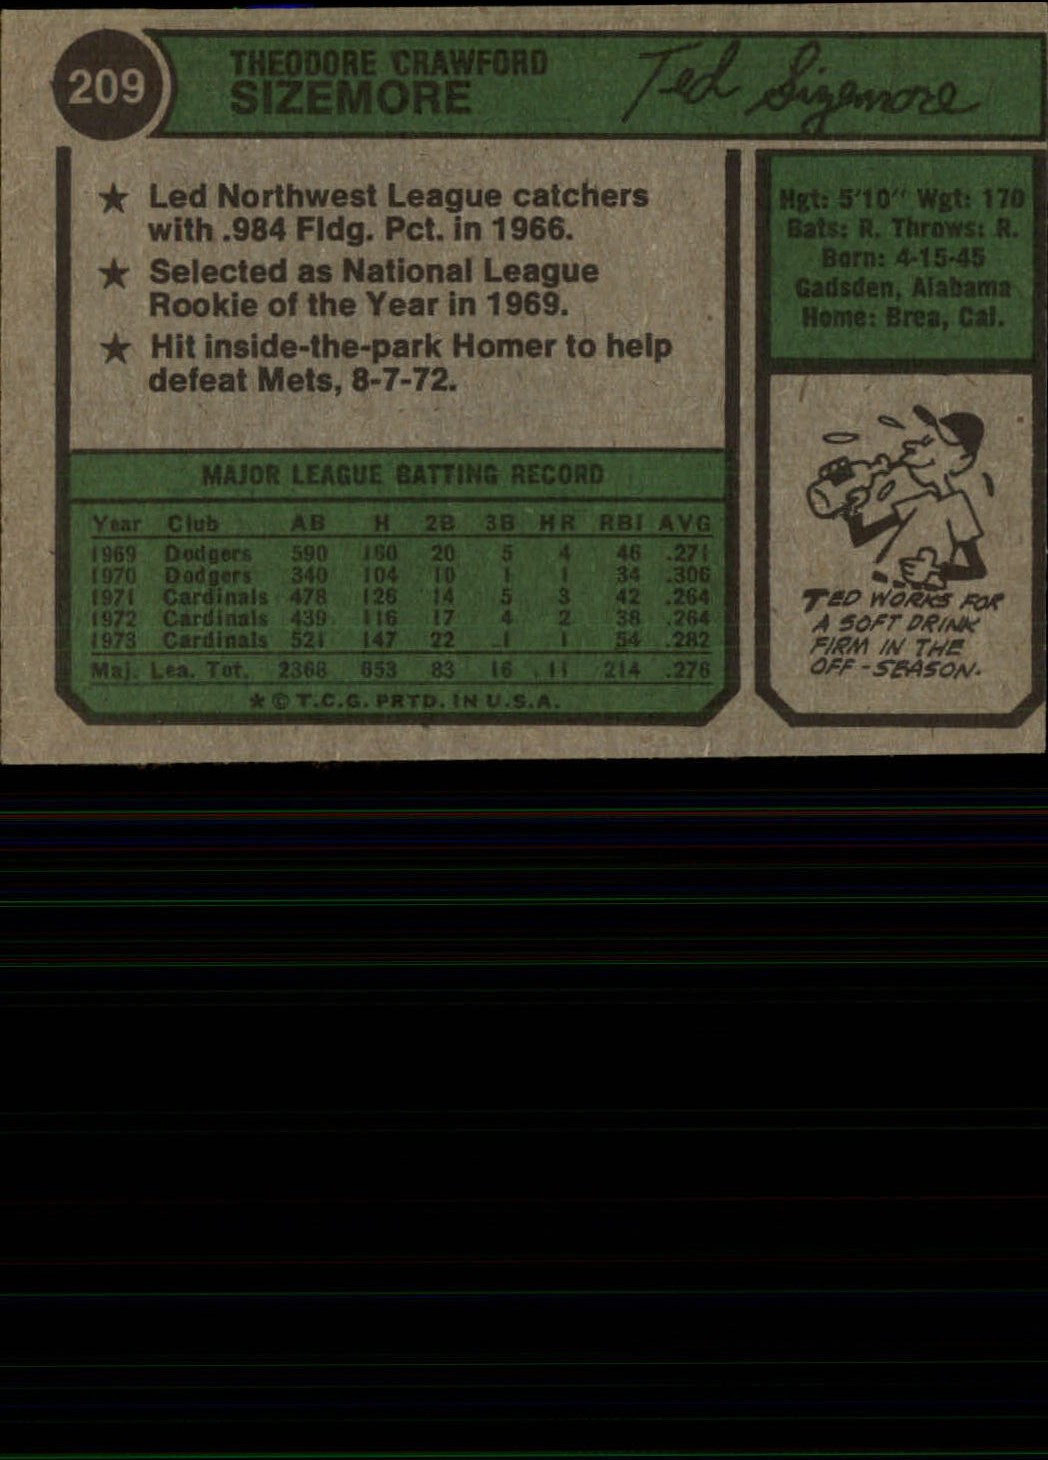 209
THEODORE CRAWFORD
SIZEMORE
Ted Sizemore
★ Led Northwest League catchers
with .984 Fldg. Pct. in 1966.
★ Selected as National League
Rookie of the Year in 1969.
★ Hit inside-the-park Homer to help
defeat Mets, 8-7-72.
Hgt: 5'10" Wgt: 170
Bats: R. Throws: R.
Born: 4-15-45
Gadsden, Alabama
Home: Brea, Cal.
MAJOR LEAGUE BATTING RECORD
Year Club AB H 2B 3B HR RBI AVG
1969 Dodgers 590 160 20 5 4 46 .271
1970 Dodgers 340 104 10 1 1 34 .306
1971 Cardinals 478 126 14 5 3 42 .264
1972 Cardinals 439 116 17 4 2 38 .264
1973 Cardinals 521 147 22 1 1 54 .282
Maj. Lea. Tot. 2368 653 83 16 11 214 .276
★ © T.C.G. PRTD. IN U.S.A.
TED WORKS FOR
A SOFT DRINK
FIRM IN THE
OFF-SEASON.